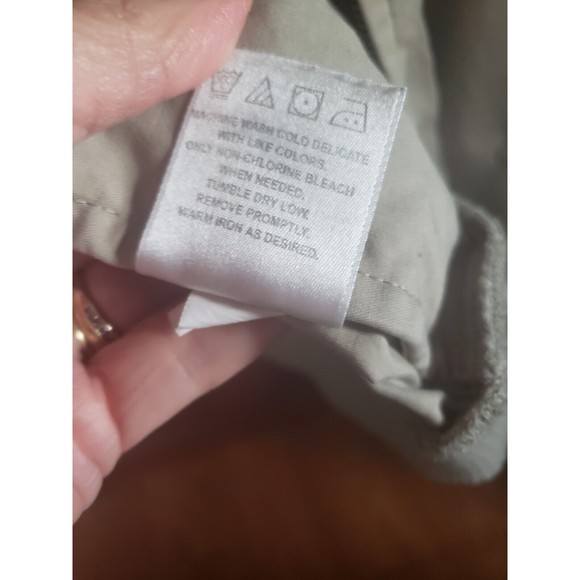 MACHINE WASH COLD DELICATE
WITH LIKE COLORS.
ONLY NON-CHLORINE BLEACH
WHEN NEEDED.
TUMBLE DRY LOW.
REMOVE PROMPTLY.
WARM IRON AS DESIRED.